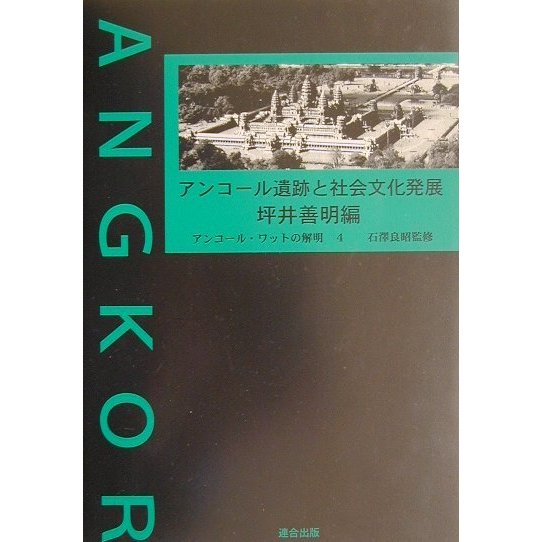 ANGKOR
アンコール遺跡と社会文化発展
坪井善明編
アンコール・ワットの解明 4 石澤良昭監修
連合出版